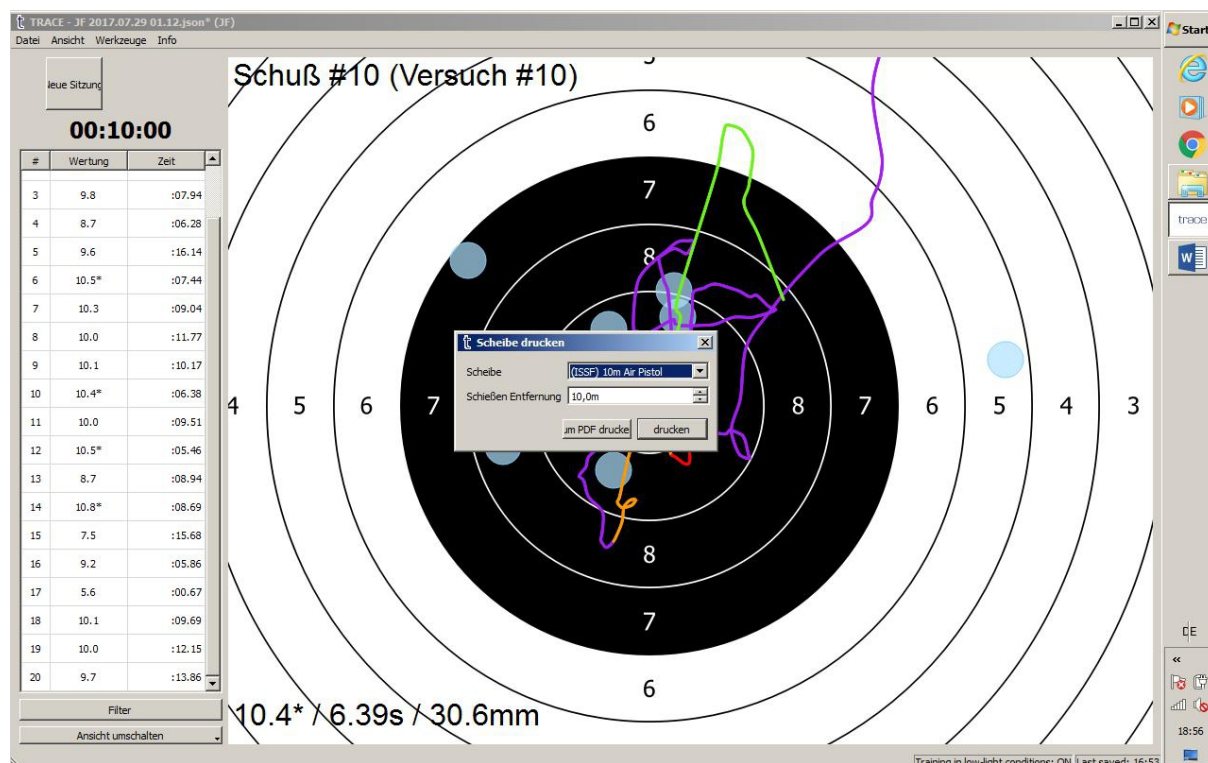 TRACE - JF 2017.07.29 01.12.json* (JF)
Datei Ansicht Werkzeuge Info
Start
Sitzung
00:10:00
# Wertung Zeit
3 9.8 :07.94
4 8.7 :06.28
5 9.6 :16.14
6 10.5* :07.44
7 10.3 :09.04
8 10.0 :11.77
9 10.1 :10.17
10 10.4* :06.38
11 10.0 :09.51
12 10.5* :05.46
13 8.7 :08.94
14 10.8* :08.69
15 7.5 :15.68
16 9.2 :05.86
17 5.6 :00.67
18 10.1 :09.69
19 10.0 :12.15
20 9.7 :13.86
Filter
Ansicht umschalten
Schuß #10 (Versuch #10)
6
7
8
4 5 6 7
8 7 6 5 4 3
8
7
6
Scheibe drucken
Scheibe (ISSF) 10m Air Pistol
Schießen Entfernung 10,0m
PDF drucken
10.4* / 6.39s / 30.6mm
Training in low-light conditions: ON Last saved: 16:53
trace
W
DE
«
18:56